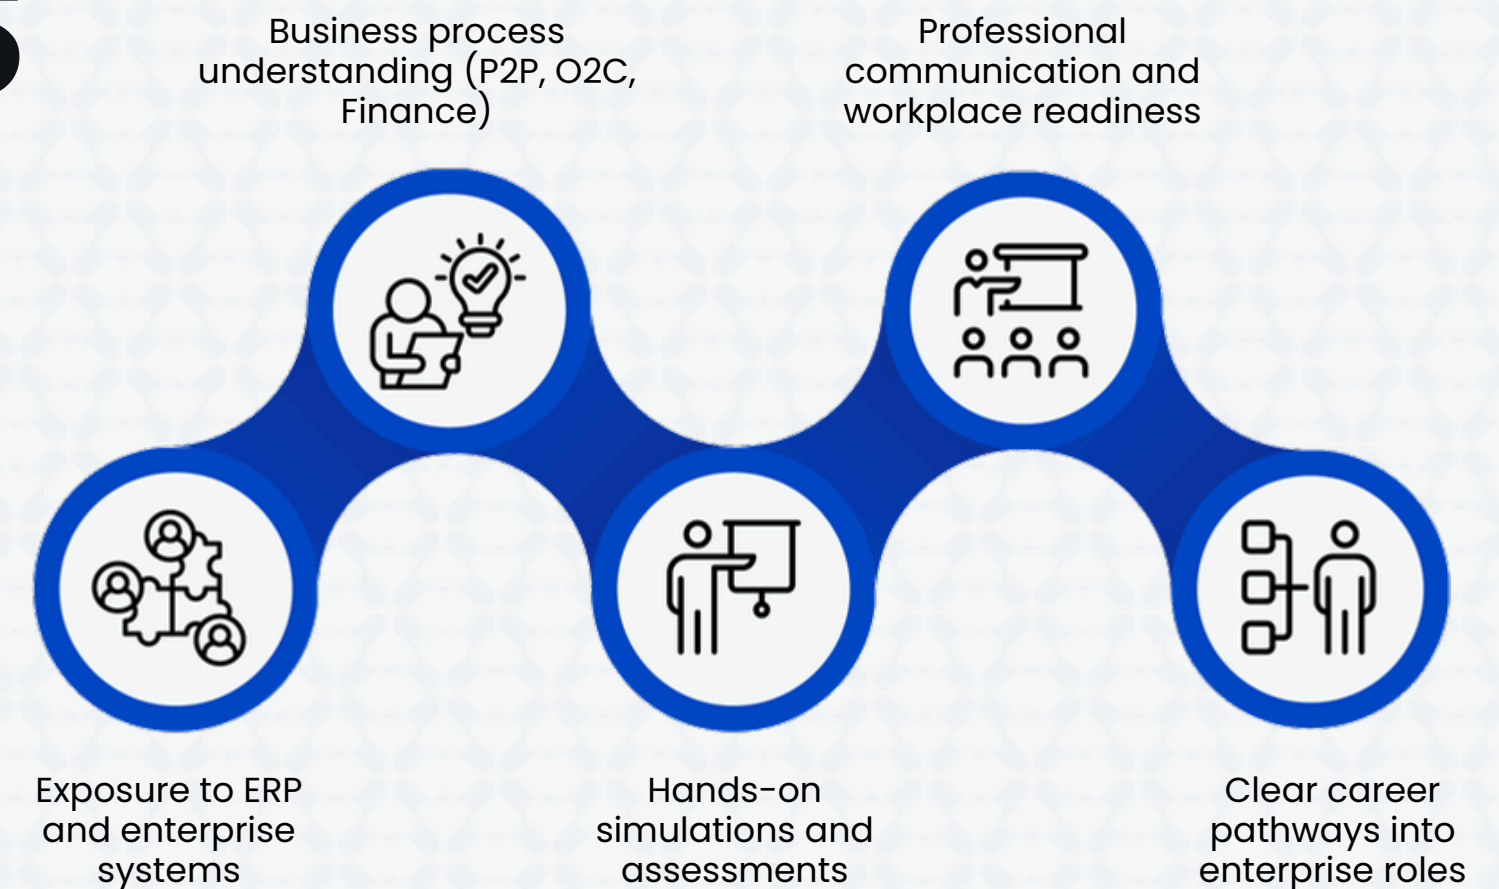 Business process
understanding (P2P, O2C,
Finance)
Professional
communication and
workplace readiness
Exposure to ERP
and enterprise
systems
Hands-on
simulations and
assessments
Clear career
pathways into
enterprise roles